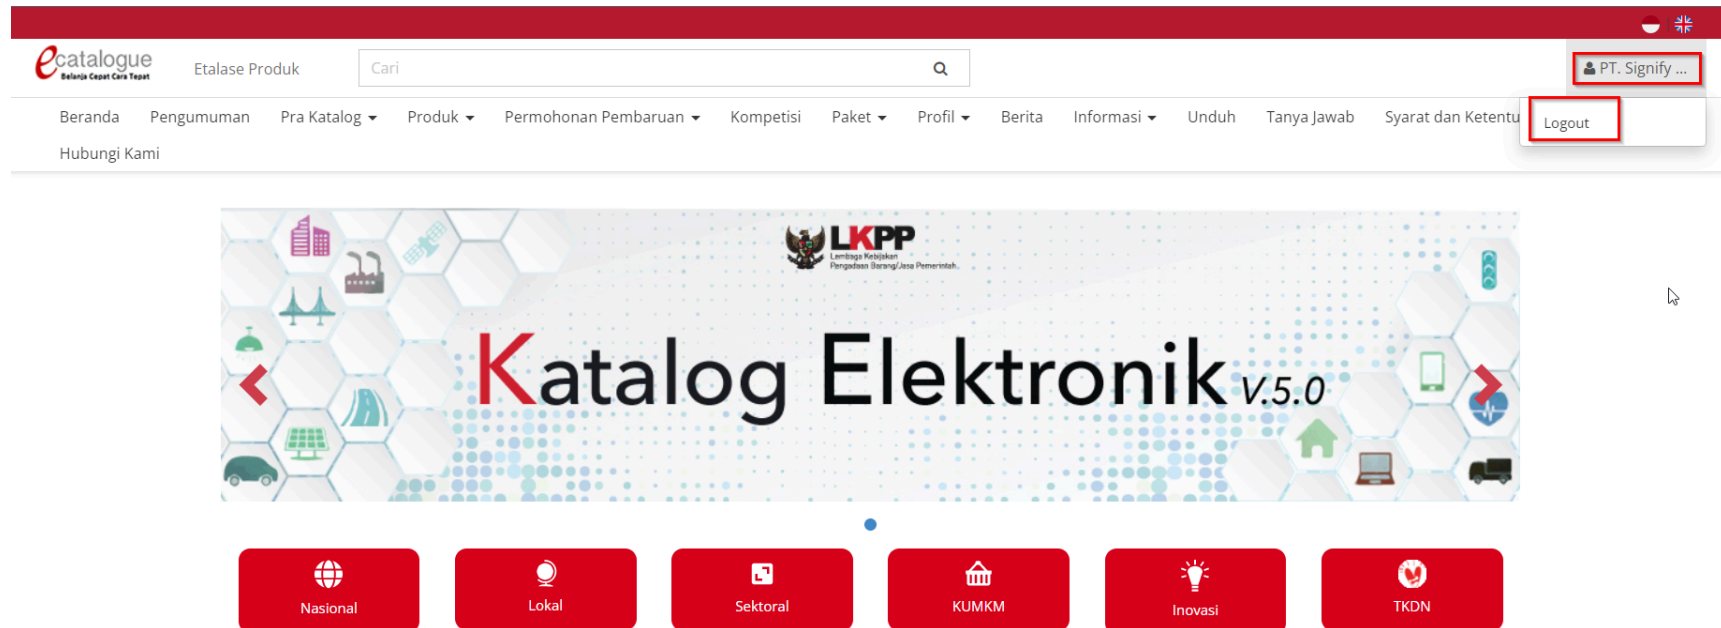 ecatalogue
Belanja Cepat Cara Tepat
Etalase Produk
Cari
PT. Signify ...
Beranda Pengumuman Pra Katalog Produk Permohonan Pembaruan Kompetisi Paket Profil Berita Informasi Unduh Tanya Jawab Syarat dan Ketentu
Logout
Hubungi Kami
LKPP
Lembaga Kebijakan
Pengadaan Barang/Jasa Pemerintah
Katalog Elektronik v.5.0
Nasional
Lokal
Sektoral
KUMKM
Inovasi
TKDN